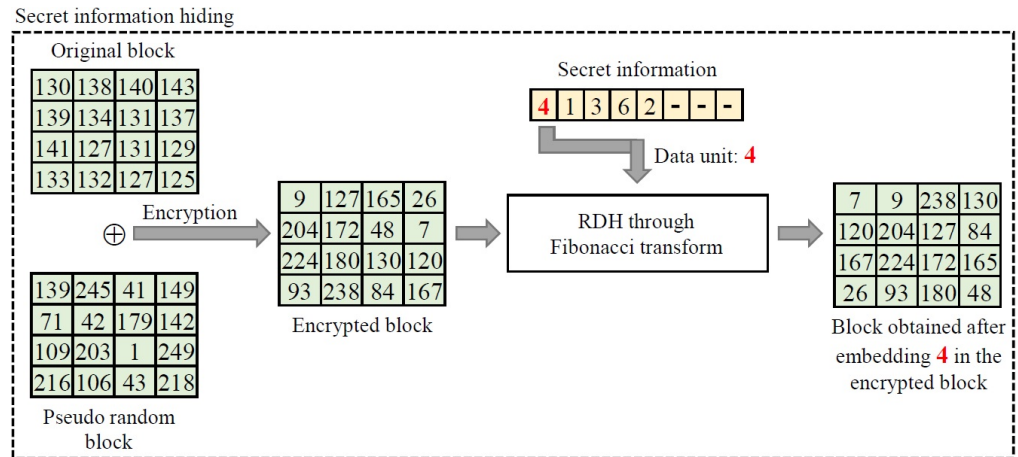 Secret information hiding
Original block
130 138 140 143
139 134 131 137
141 127 131 129
133 132 127 125
⊕
Encryption
139 245 41 149
71 42 179 142
109 203 1 249
216 106 43 218
Pseudo random
block
9 127 165 26
204 172 48 7
224 180 130 120
93 238 84 167
Encrypted block
Secret information
4 1 3 6 2 - - -
Data unit: 4
RDH through
Fibonacci transform
7 9 238 130
120 204 127 84
167 224 172 165
26 93 180 48
Block obtained after
embedding 4 in the
encrypted block